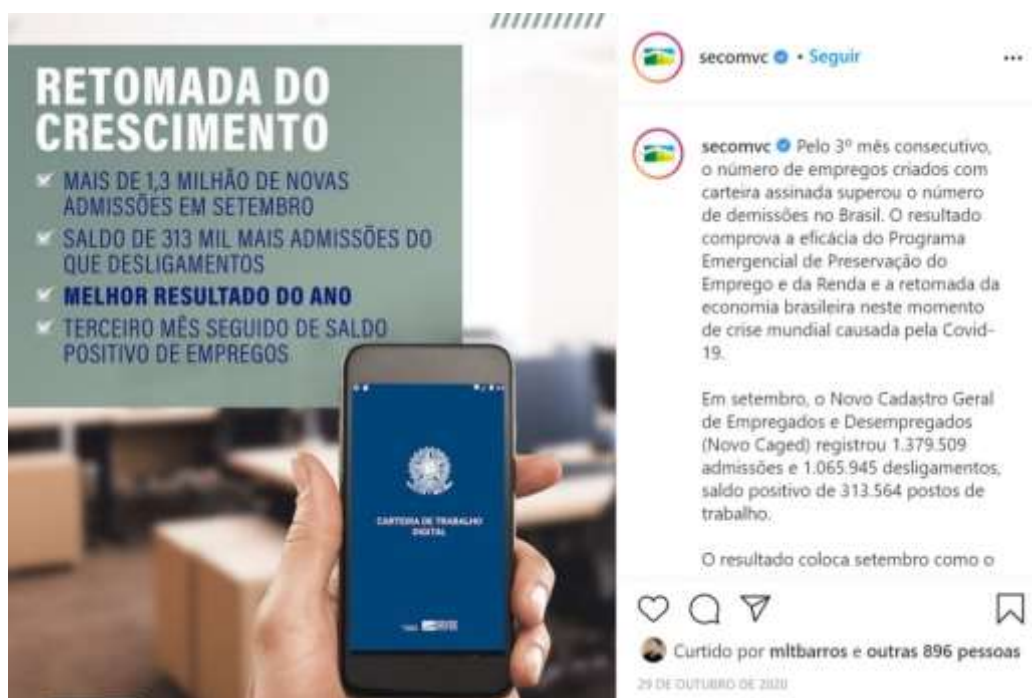 RETOMADA DO
CRESCIMENTO
MAIS DE 1,3 MILHÃO DE NOVAS
ADMISSÕES EM SETEMBRO
SALDO DE 313 MIL MAIS ADMISSÕES DO
QUE DESLIGAMENTOS
MELHOR RESULTADO DO ANO
TERCEIRO MÊS SEGUIDO DE SALDO
POSITIVO DE EMPREGOS
CARTEIRA DE TRABALHO
DIGITAL
secomvc • Seguir
secomvc Pelo 3º mês consecutivo,
o número de empregos criados com
carteira assinada superou o número
de demissões no Brasil. O resultado
comprova a eficácia do Programa
Emergencial de Preservação do
Emprego e da Renda e a retomada da
economia brasileira neste momento
de crise mundial causada pela Covid-
19.
Em setembro, o Novo Cadastro Geral
de Empregados e Desempregados
(Novo Caged) registrou 1.379.509
admissões e 1.065.945 desligamentos,
saldo positivo de 313.564 postos de
trabalho.
O resultado coloca setembro como o
Curtido por mltbarros e outras 896 pessoas
29 DE OUTUBRO DE 2020